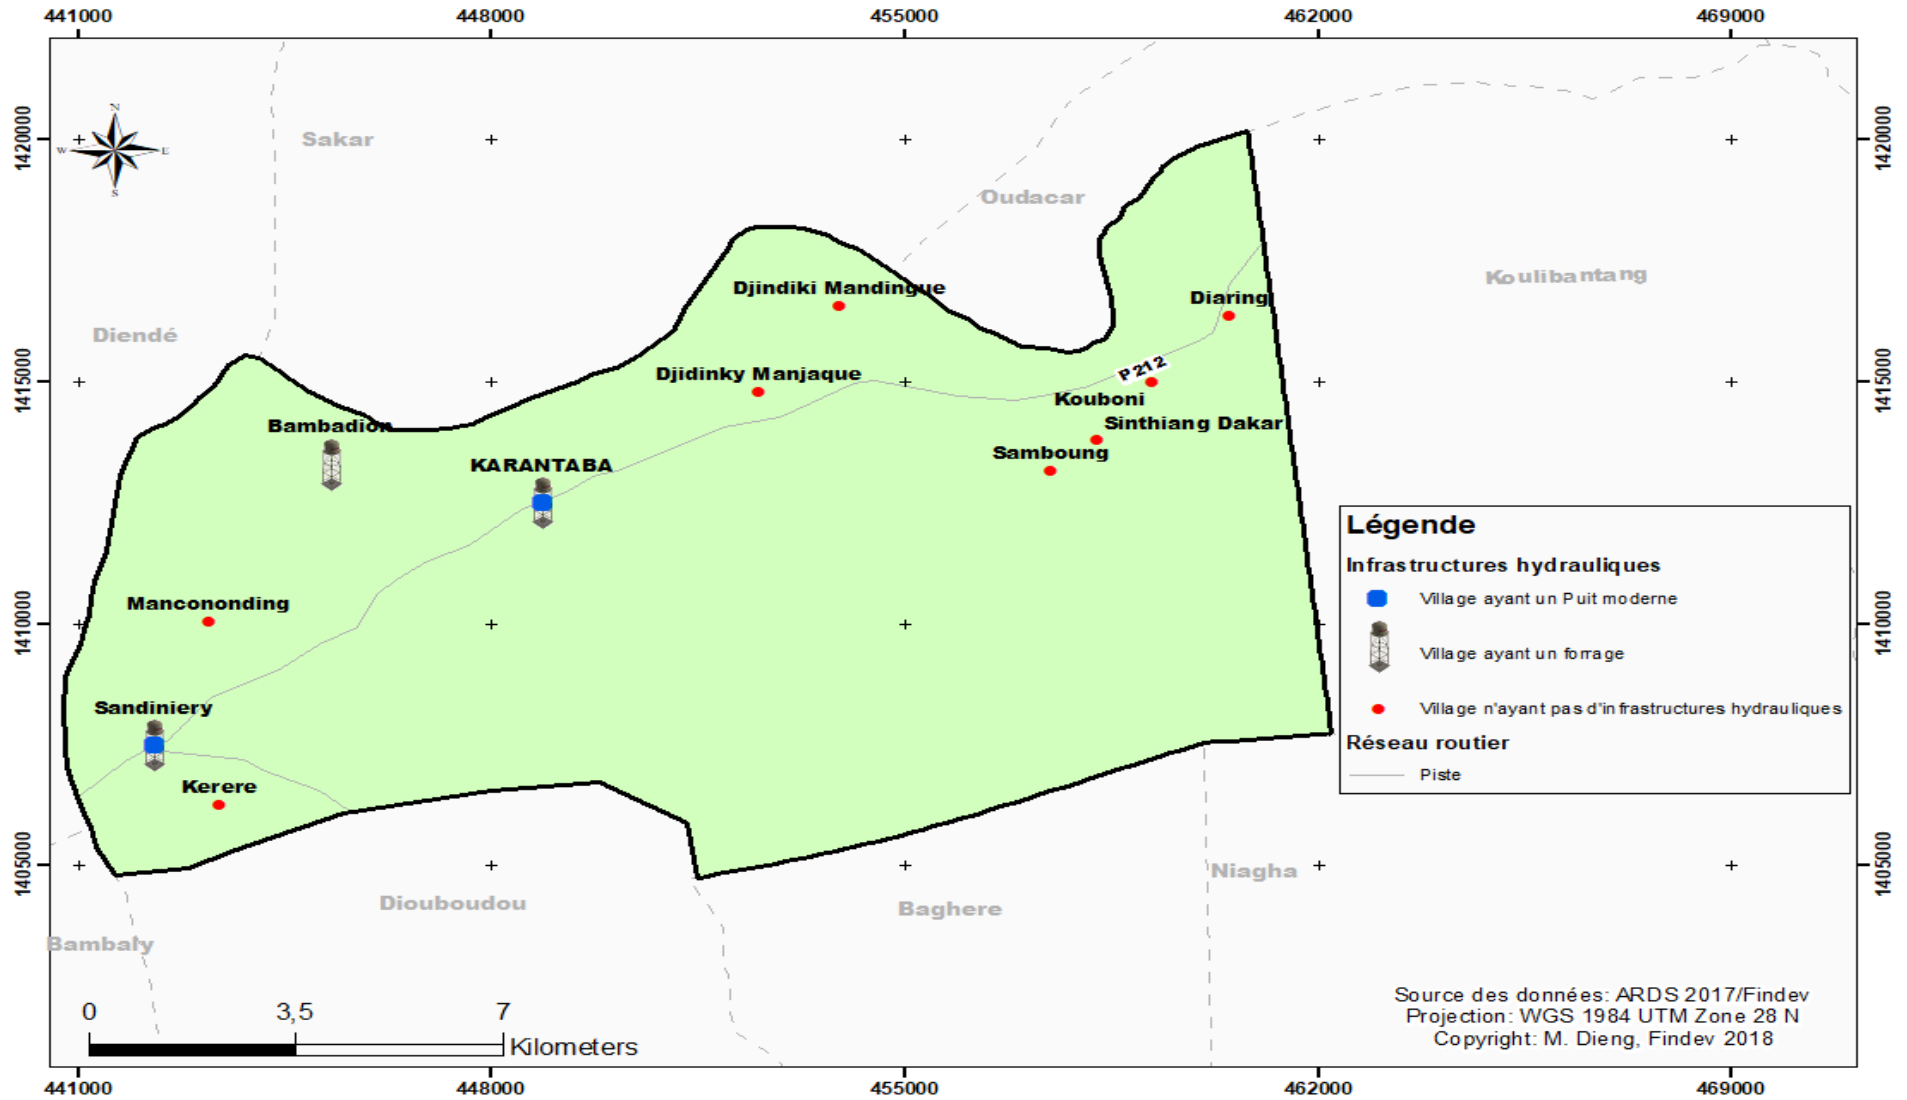 441000
448000
455000
462000
469000
1420000
1420000
N
W
E
S
Sakar
Oudacar
Koulibantang
Djindiki Mandingue
Diaring
Diendé
1415000
1415000
P212
Djidinky Manjaque
Kouboni
Bambadion
Sinthiang Dakar
Samboung
KARANTABA
Légende
Infrastructures hydrauliques
Village ayant un Puit moderne
Village ayant un forrage
Village n'ayant pas d'infrastructures hydrauliques
Réseau routier
Piste
Mancononding
1410000
1410000
Sandiniery
Kerere
1405000
1405000
Niagha
Diouboudou
Baghere
Bambaly
0
3,5
7
Kilometers
Source des données: ARDS 2017/Findev
Projection: WGS 1984 UTM Zone 28 N
Copyright: M. Dieng, Findev 2018
441000
448000
455000
462000
469000